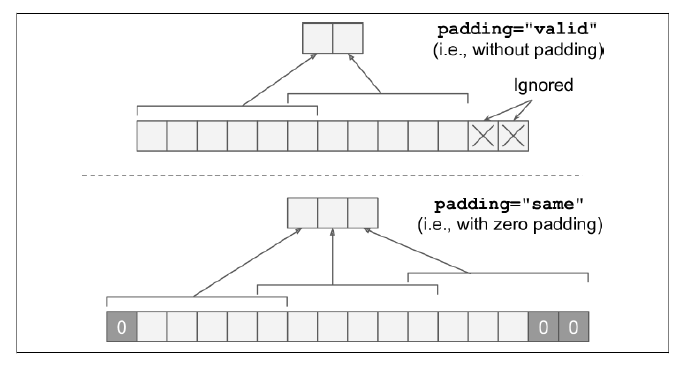 padding="valid"
(i.e., without padding)
Ignored
padding="same"
(i.e., with zero padding)
0 0 0